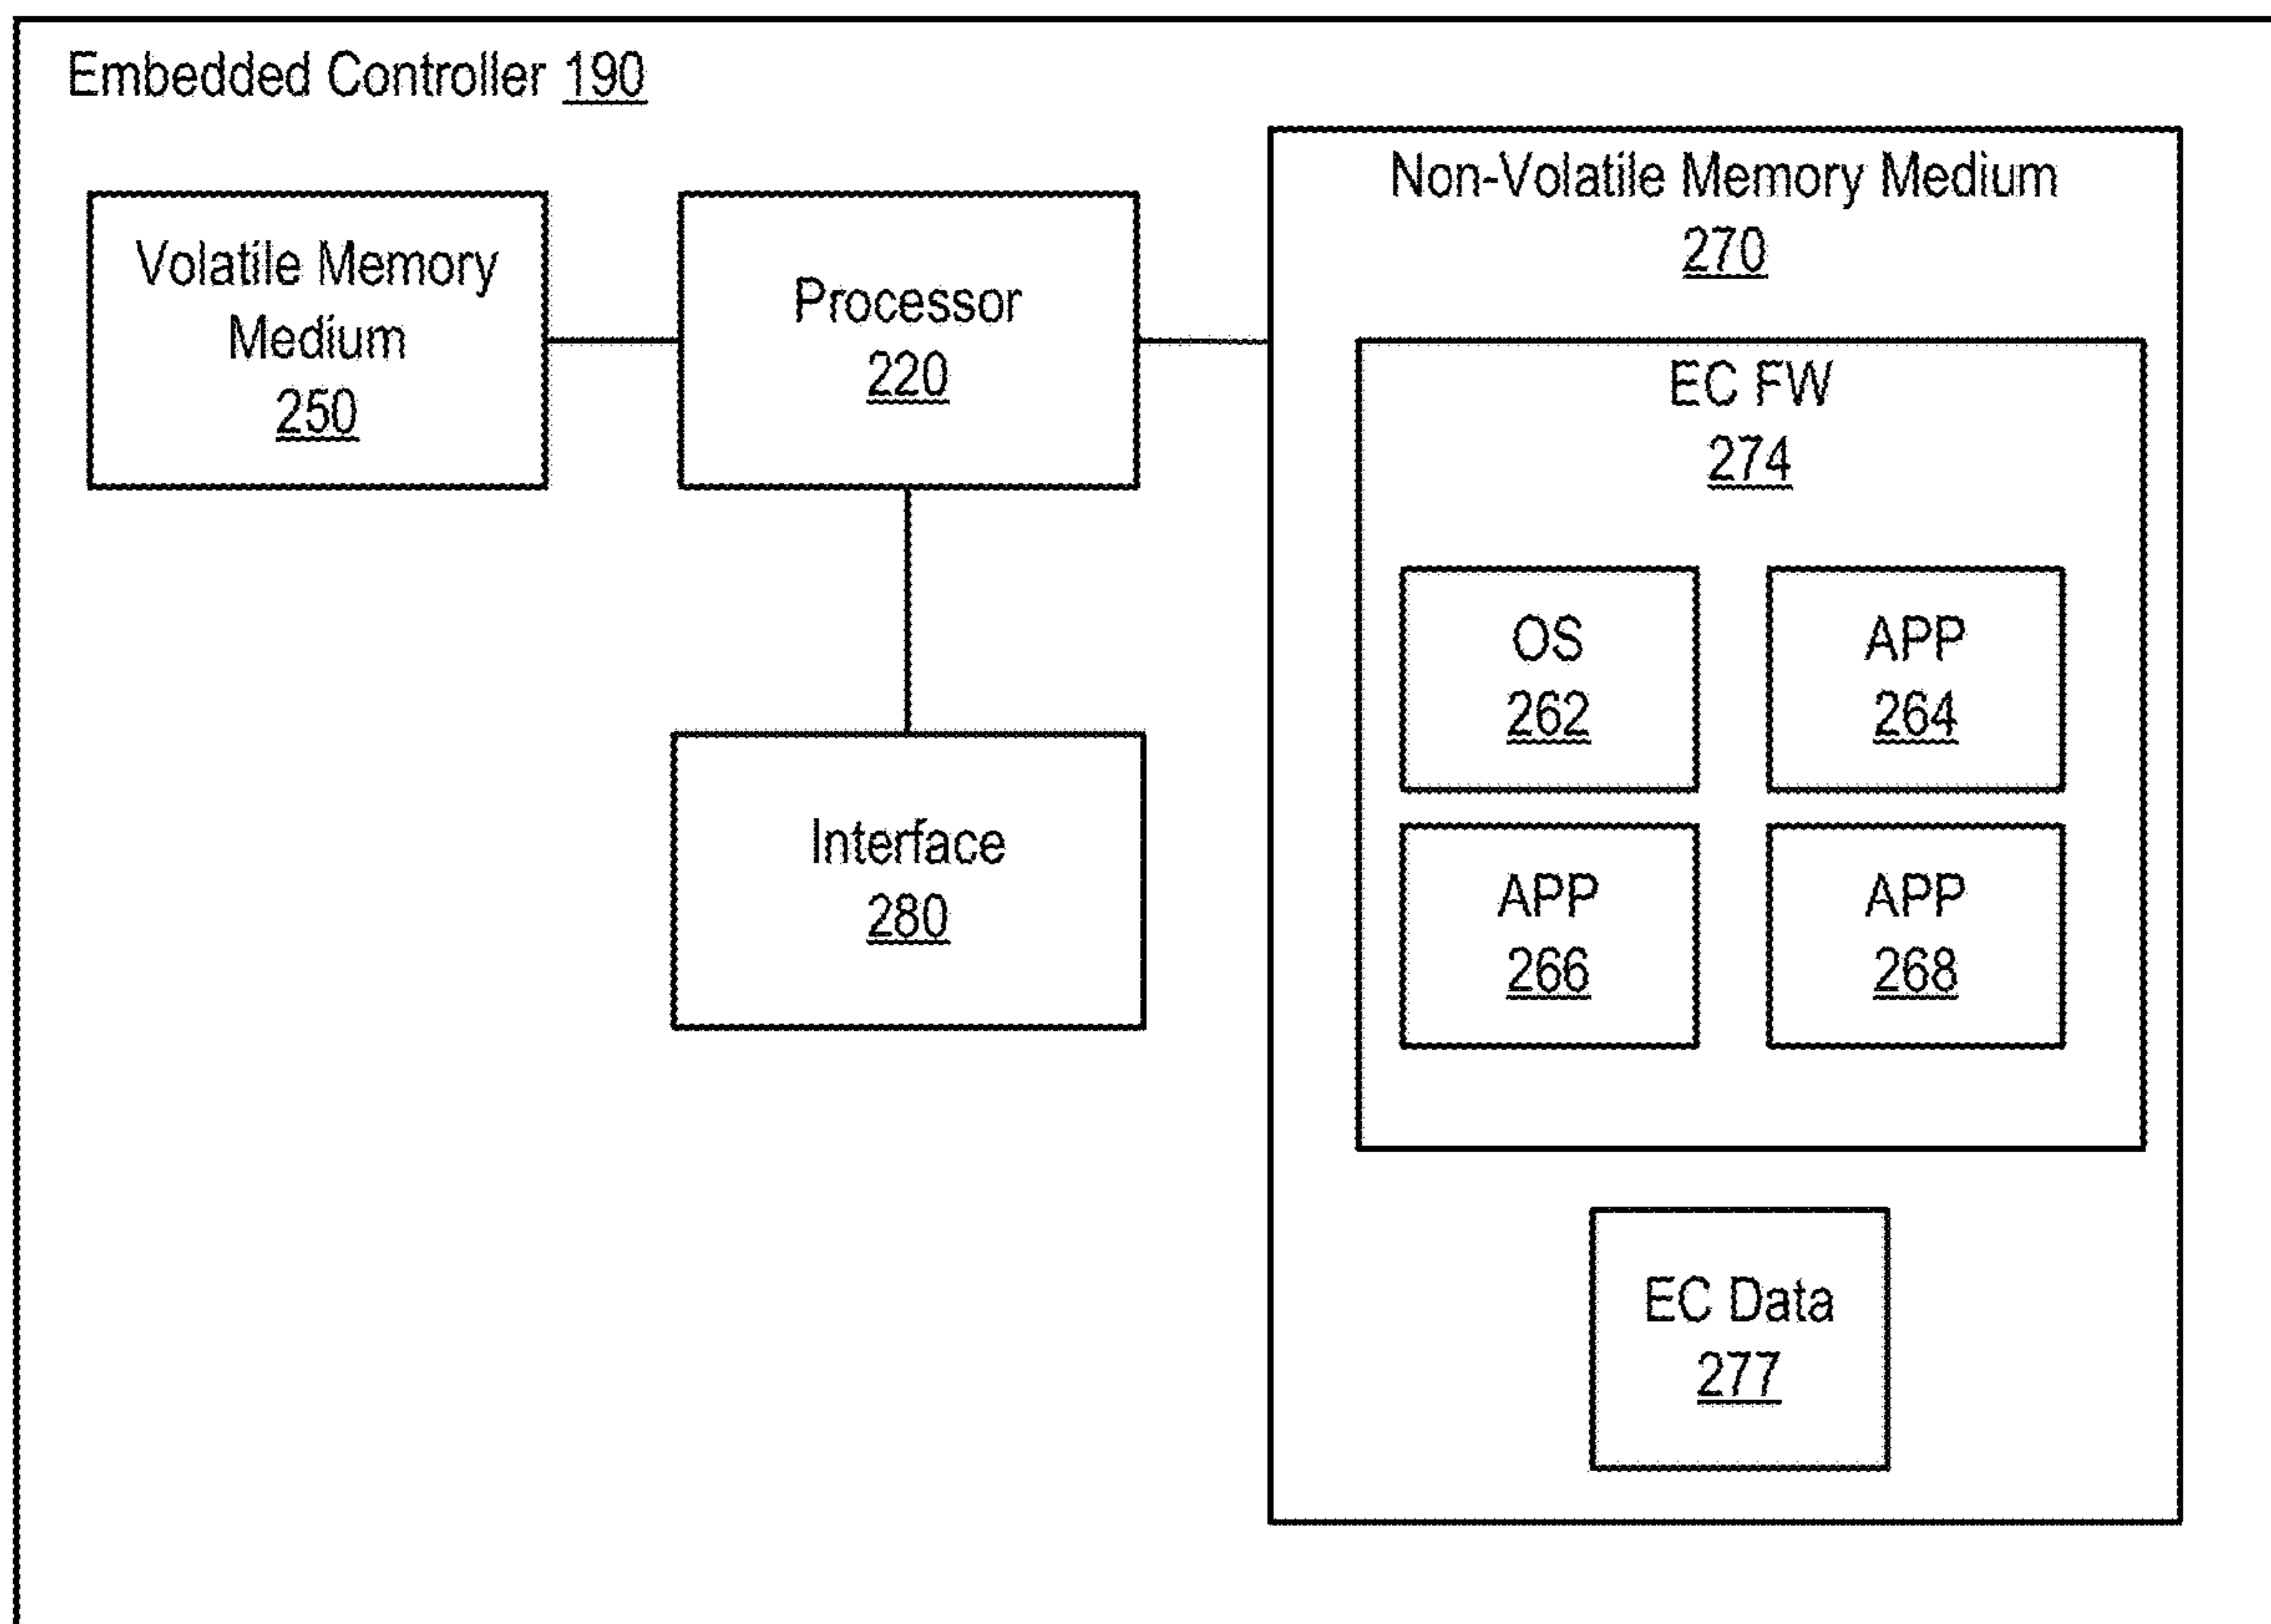 Embedded Controller 190
Volatile Memory
Medium
250
Processor
220
Interface
280
Non-Volatile Memory Medium
270
EC FW
274
OS
262
APP
264
APP
266
APP
268
EC Data
277